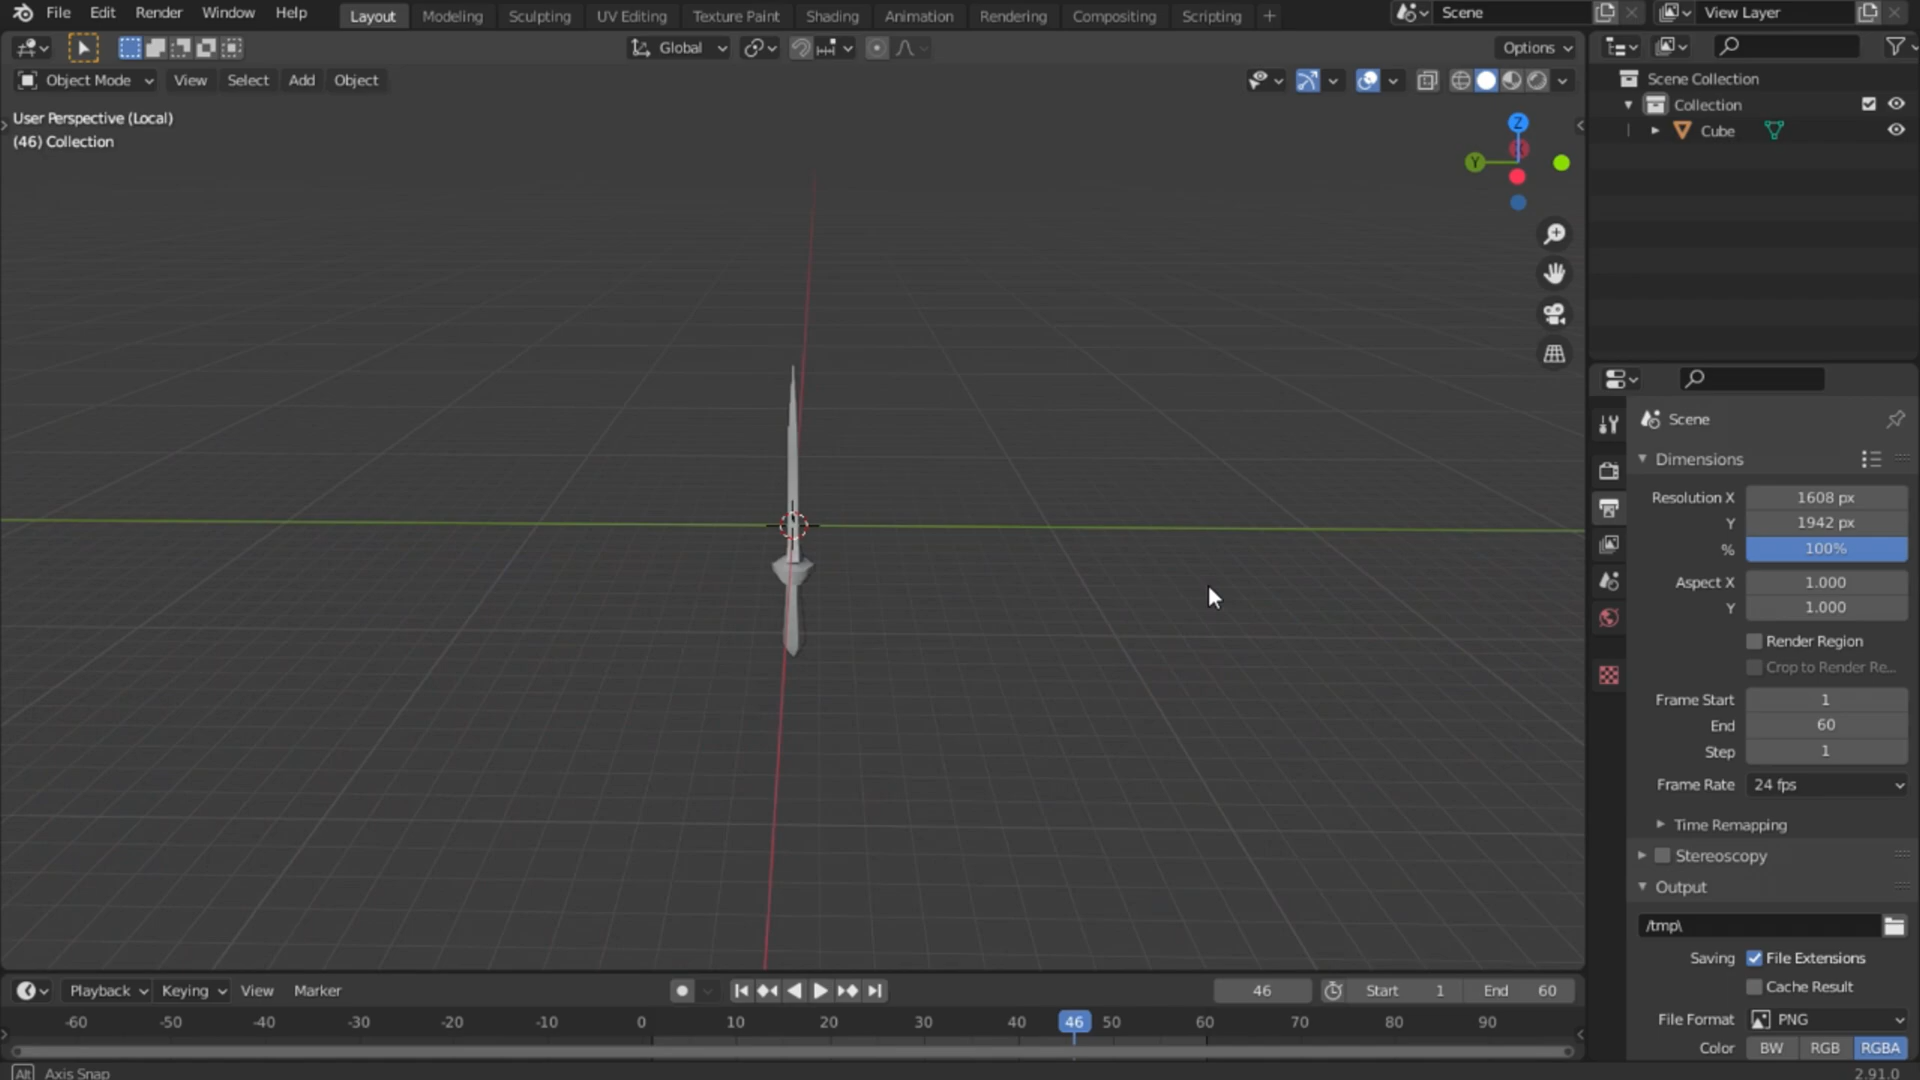 File Edit Render Window Help Layout Modeling Sculpting UV Editing Texture Paint Shading Animation Rendering Compositing Scripting + Scene View Layer
Global Options
Object Mode View Select Add Object
User Perspective (Local)
(46) Collection
Z
Y
Scene Collection
Collection
Cube
Scene
Dimensions
Resolution X 1608 px
Y 1942 px
% 100%
Aspect X 1.000
Y 1.000
Render Region
Crop to Render Re...
Frame Start 1
End 60
Step 1
Frame Rate 24 fps
Time Remapping
Stereoscopy
Output
/tmp\
Saving File Extensions
Cache Result
File Format PNG
Color BW RGB RGBA
Playback Keying View Marker 46 Start 1 End 60
-60 -50 -40 -30 -20 -10 0 10 20 30 40 46 50 60 70 80 90
Alt Axis Snap
2.91.0